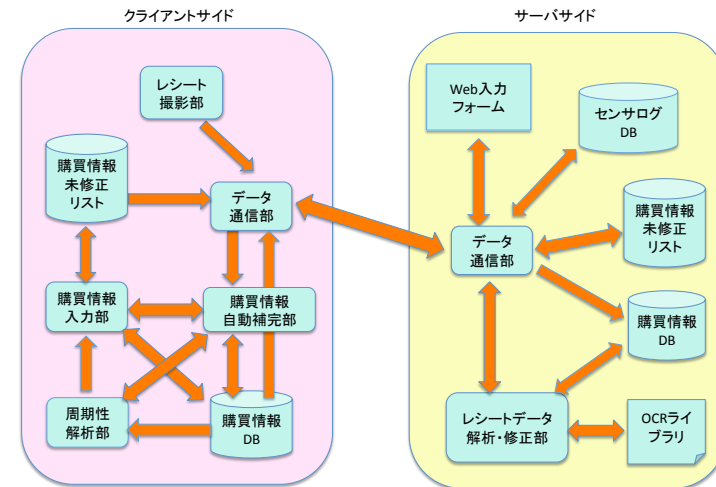 クライアントサイド
レシート
撮影部
購買情報
未修正
リスト
データ
通信部
購買情報
入力部
購買情報
自動補完部
周期性
解析部
購買情報
DB
サーバサイド
Web入力
フォーム
センサログ
DB
購買情報
未修正
リスト
データ
通信部
購買情報
DB
レシートデータ
解析・修正部
OCRライ
ブラリ